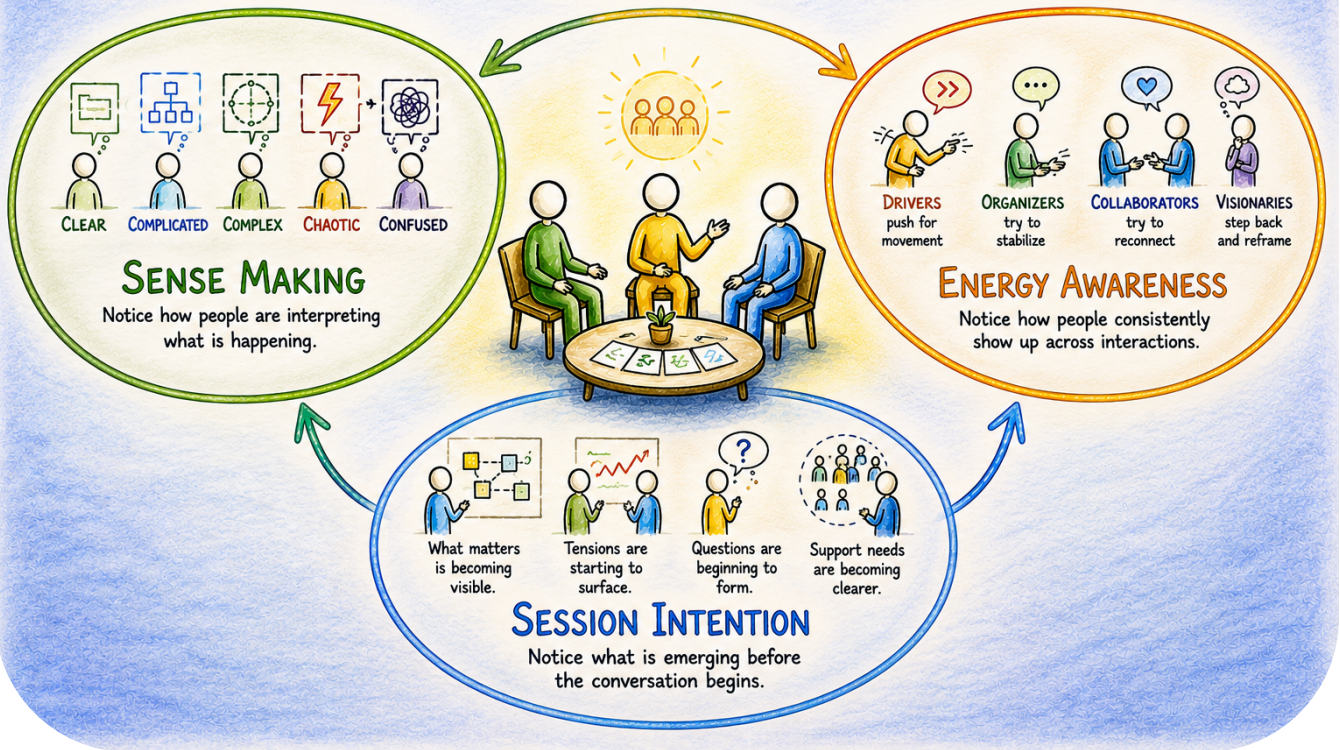 CLEAR
COMPLICATED
COMPLEX
CHAOTIC
CONFUSED
SENSE MAKING
Notice how people are interpreting
what is happening.
DRIVERS
push for
movement
ORGANIZERS
try to
stabilize
COLLABORATORS
try to
reconnect
VISIONARIES
step back
and reframe
ENERGY AWARENESS
Notice how people consistently
show up across interactions.
?
What matters
is becoming
visible.
Tensions are
starting to
surface.
Questions are
beginning to
form.
Support needs
are becoming
clearer.
SESSION INTENTION
Notice what is emerging before
the conversation begins.